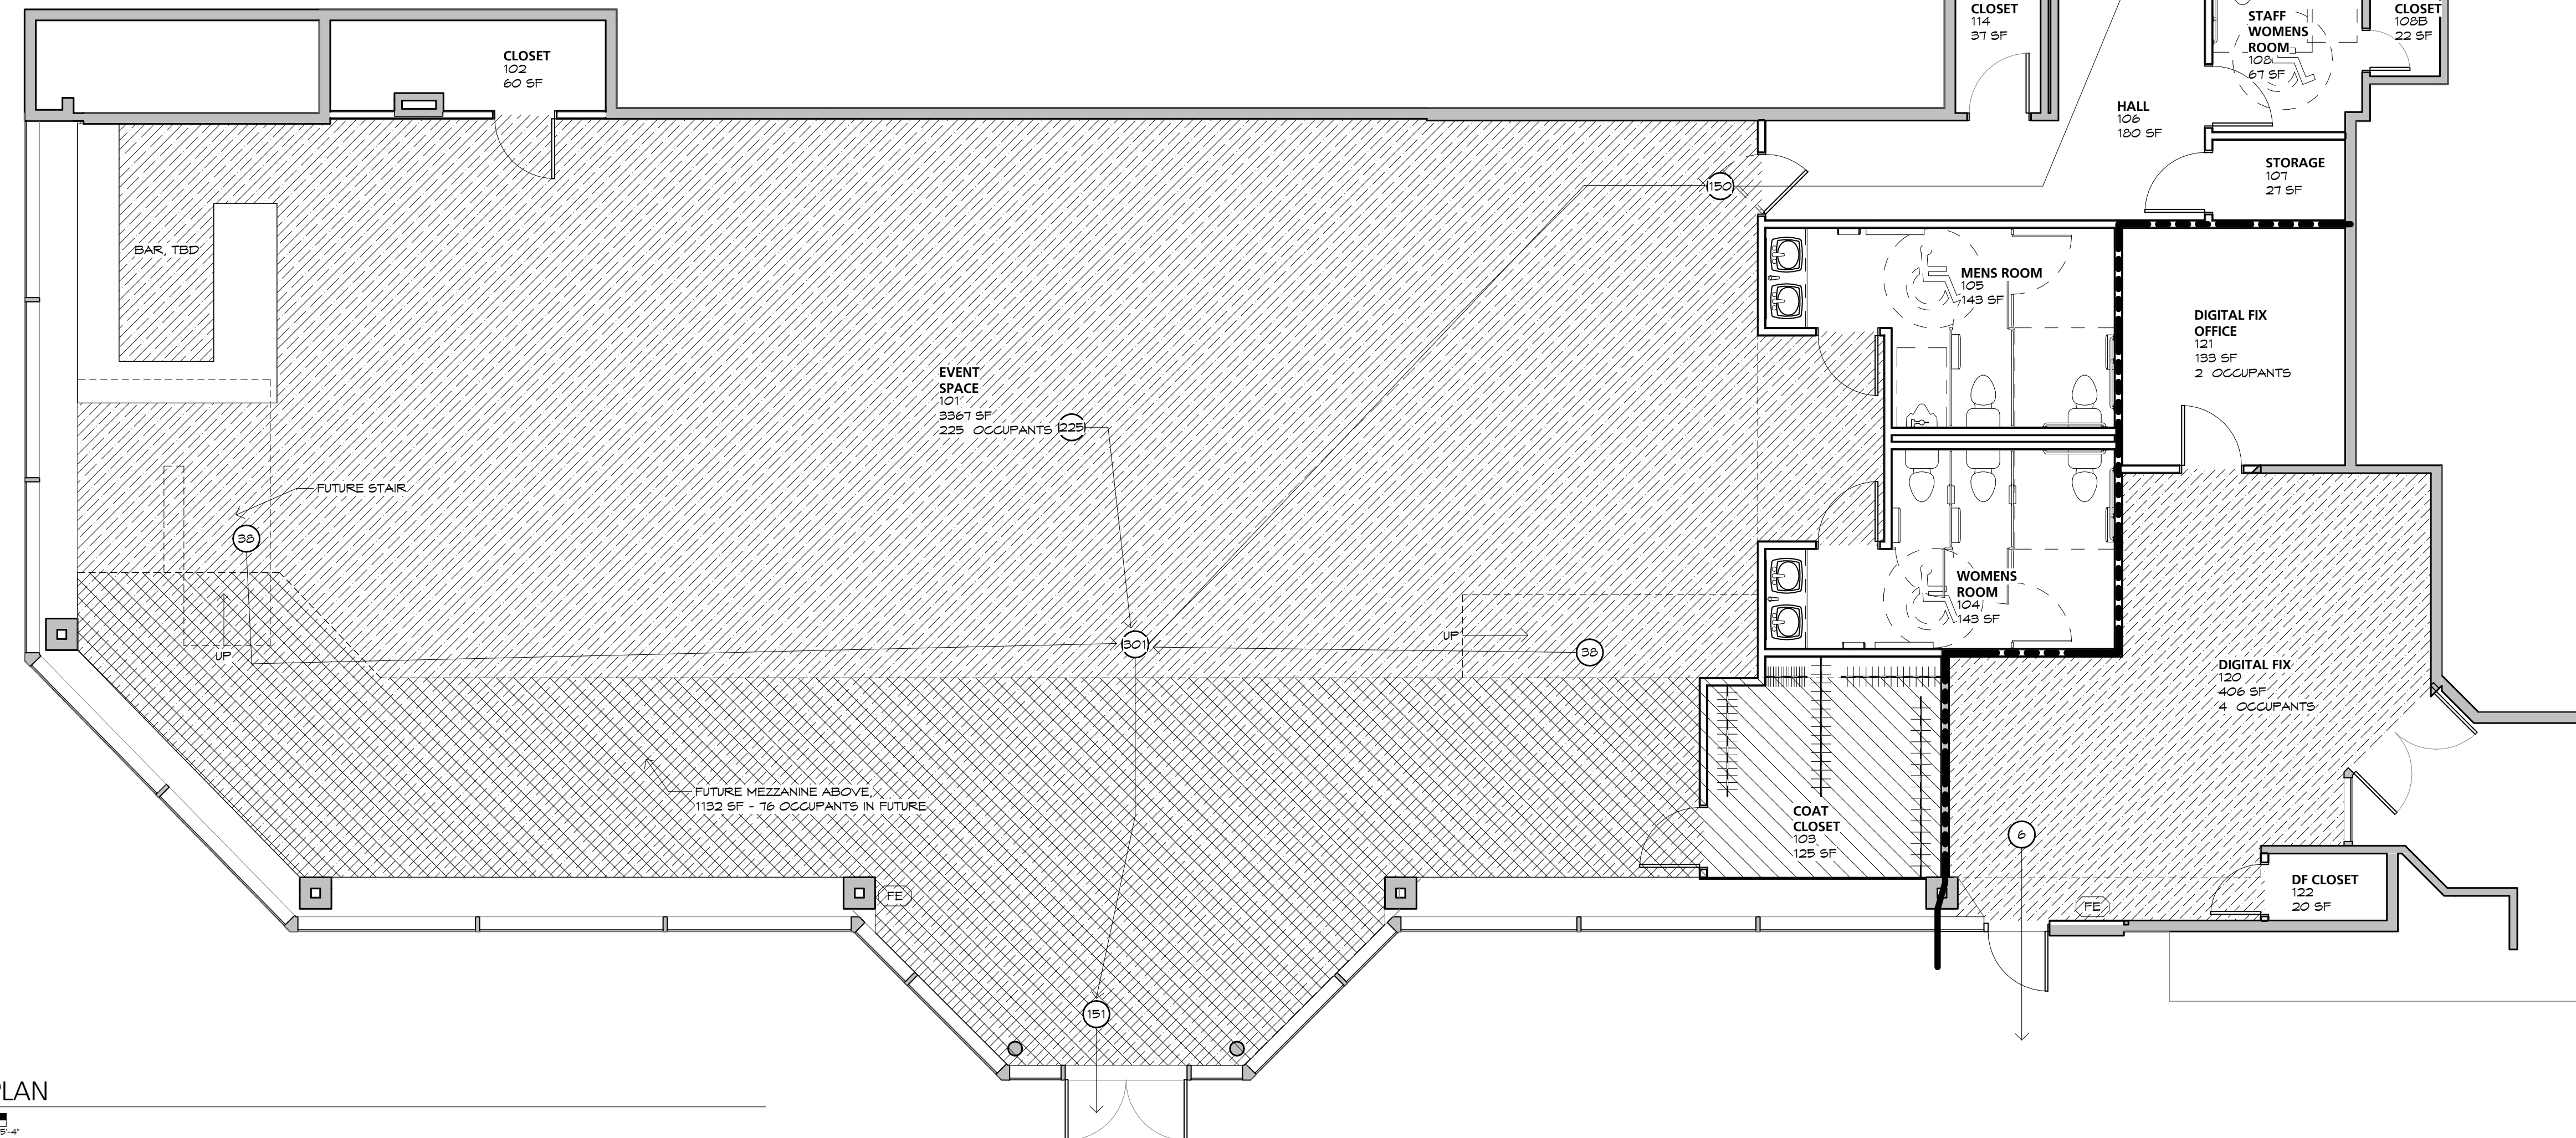 CLOSET
114
37 SF
STAFF
WOMENS
ROOM
108
67 SF
CLOSET
108B
22 SF
CLOSET
102
60 SF
HALL
106
180 SF
STORAGE
107
27 SF
150
BAR, TBD
MENS ROOM
105
143 SF
DIGITAL FIX
OFFICE
121
133 SF
2 OCCUPANTS
EVENT
SPACE
101
3367 SF
225 OCCUPANTS
225
FUTURE STAIR
38
WOMENS
ROOM
104
143 SF
301
UP
38
UP
DIGITAL FIX
120
406 SF
4 OCCUPANTS
FUTURE MEZZANINE ABOVE,
1132 SF - 76 OCCUPANTS IN FUTURE
COAT
CLOSET
103
125 SF
6
FE
DF CLOSET
122
20 SF
FE
151
PLAN
5'-4"